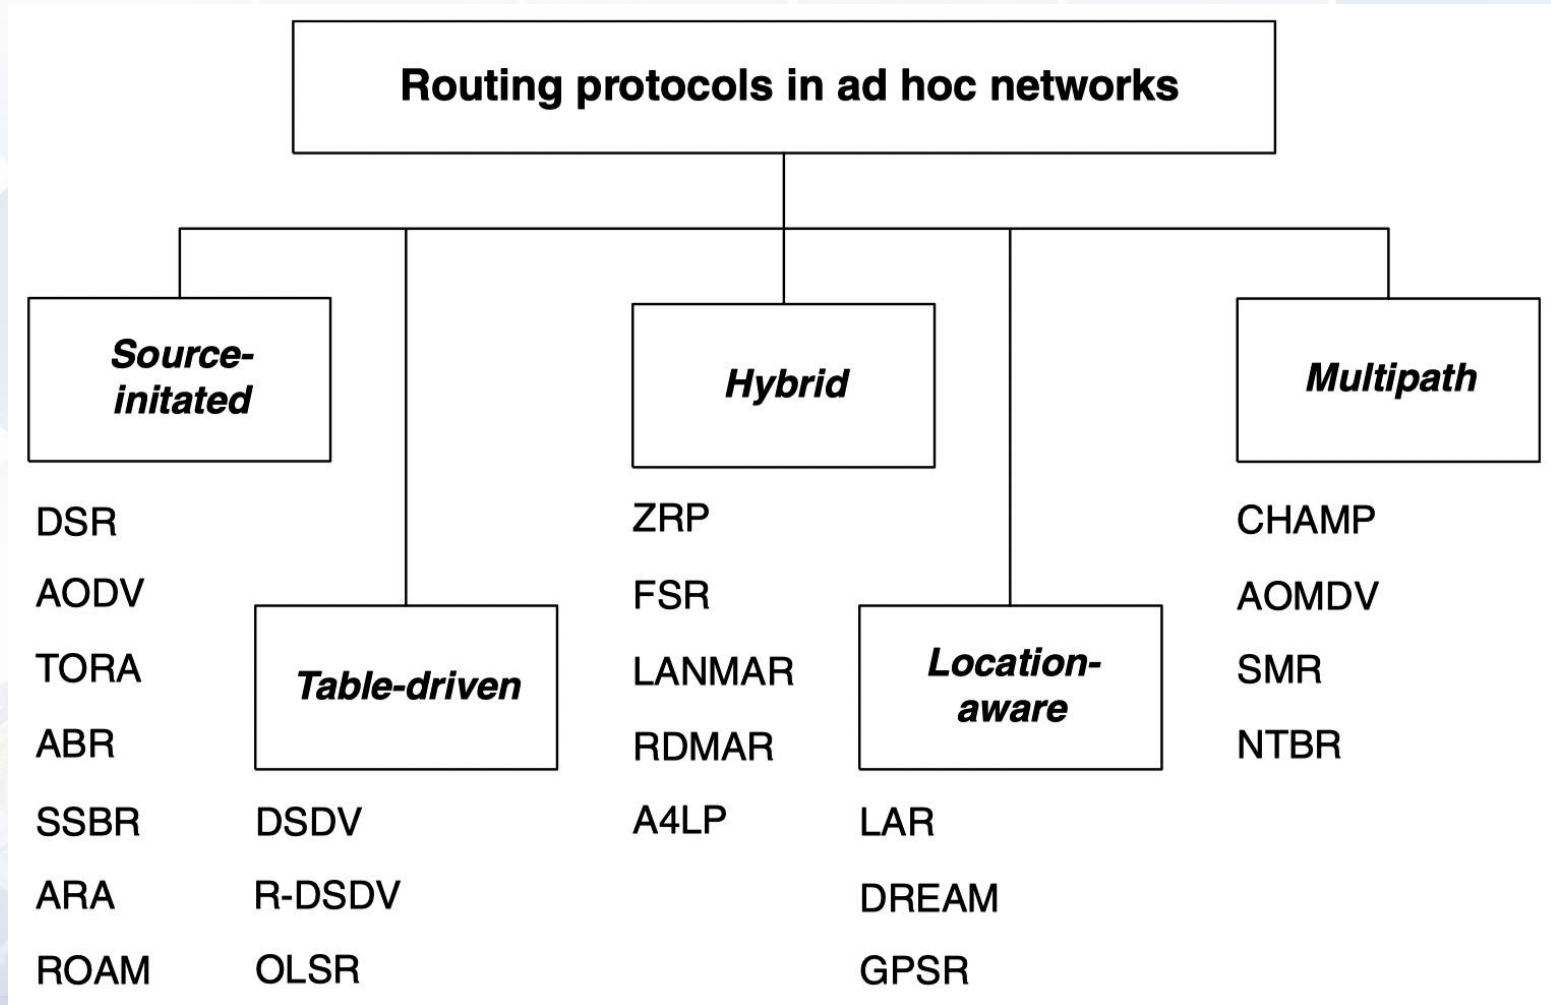 Routing protocols in ad hoc networks
Source-
initated
DSR
AODV
TORA
ABR
SSBR
ARA
ROAM
Table-driven
DSDV
R-DSDV
OLSR
Hybrid
ZRP
FSR
LANMAR
RDMAR
A4LP
Location-
aware
LAR
DREAM
GPSR
Multipath
CHAMP
AOMDV
SMR
NTBR